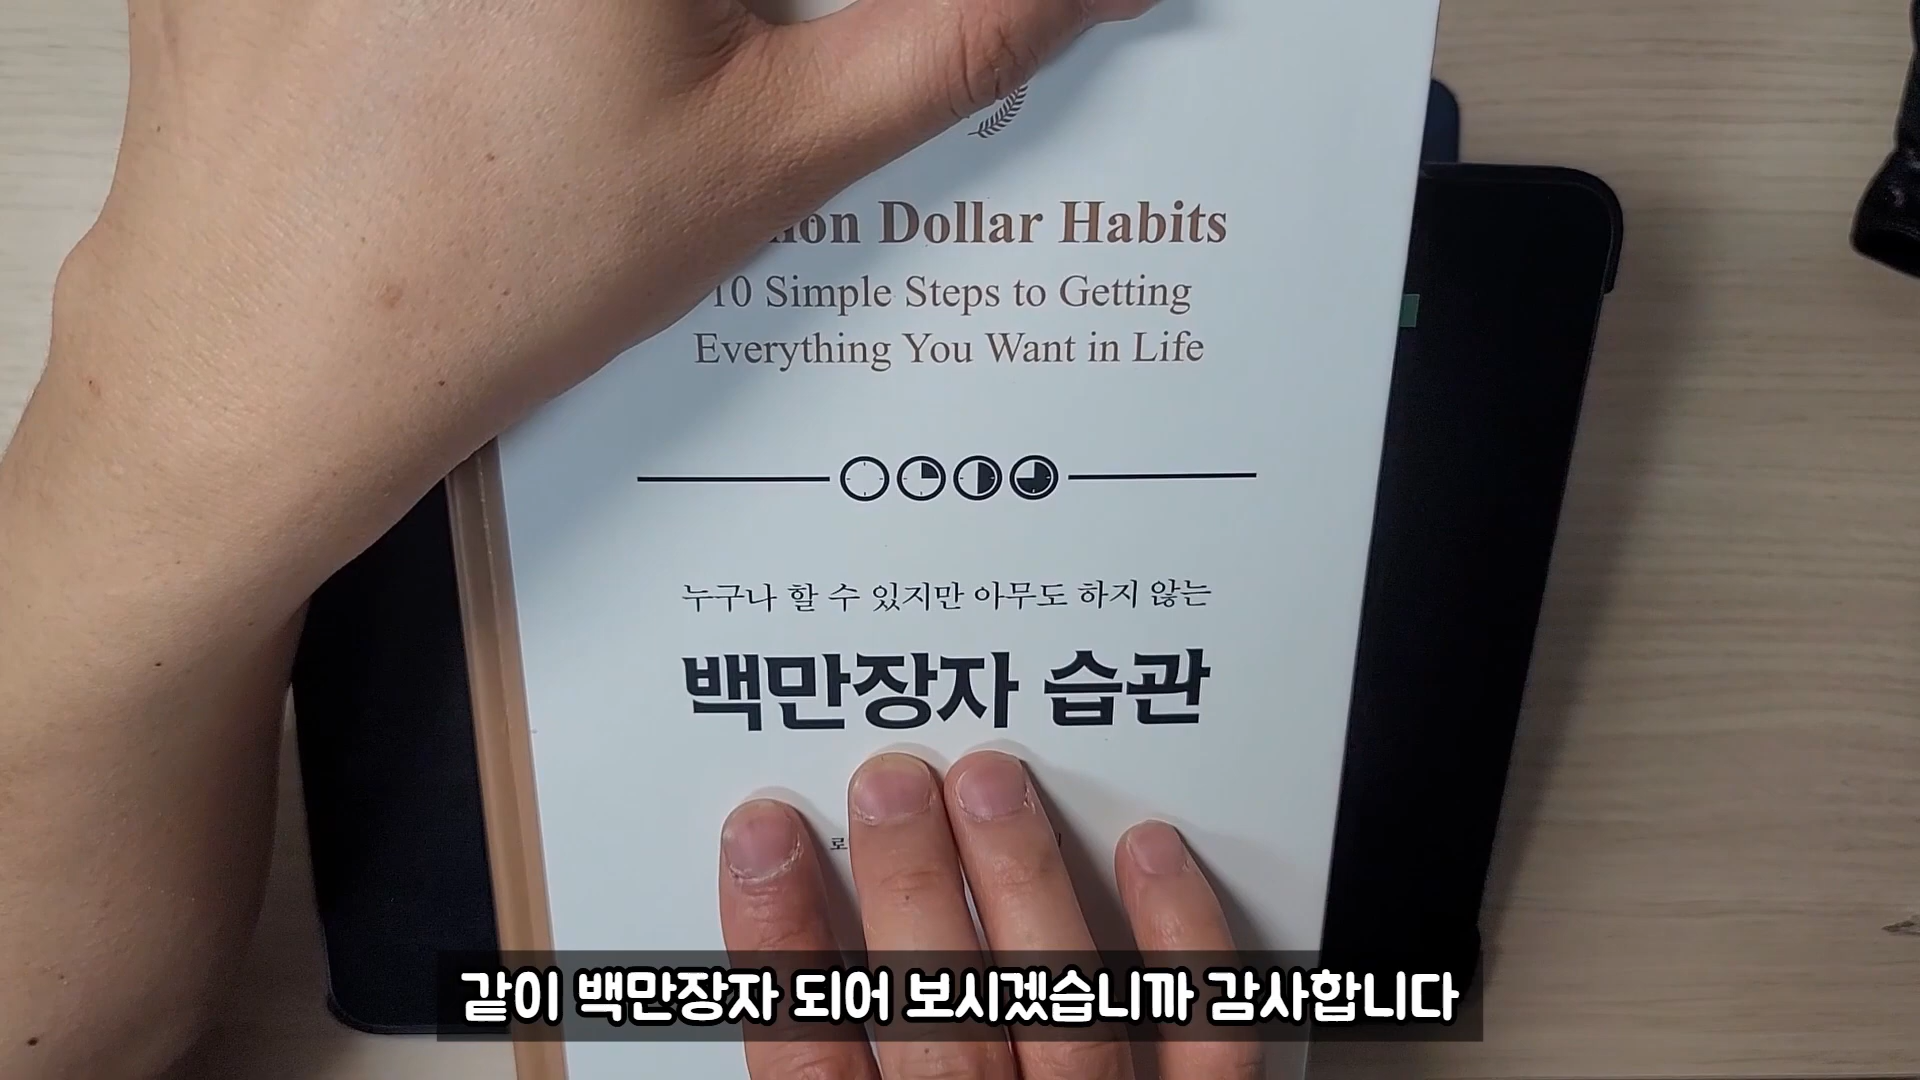 Dollar Habits
10 Simple Steps to Getting
Everything You Want in Life
누구나 할 수 있지만 아무도 하지 않는
백만장자 습관
같이 백만장자 되어 보시겠습니까 감사합니다